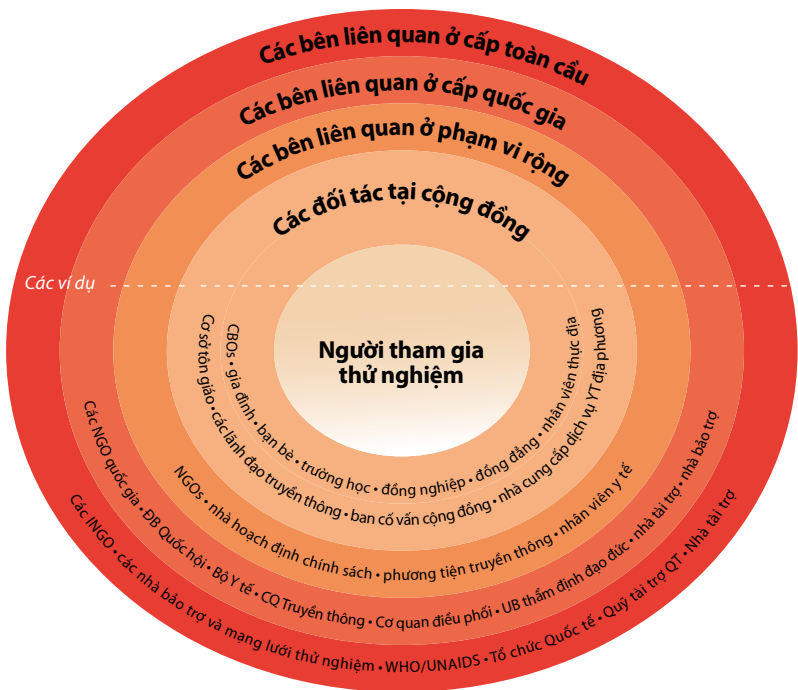 Các bên liên quan ở cấp toàn cầu
Các bên liên quan ở cấp quốc gia
Các bên liên quan ở phạm vi rộng
Các đối tác tại cộng đồng
Các ví dụ
Người tham gia
thử nghiệm
CBOs • gia đình • bạn bè • trường học • đồng nghiệp • đồng đẳng • nhân viên thực địa
Cơ sở tôn giáo • các lãnh đạo truyền thông • ban cố vấn cộng đóng • nhà cung cấp dịch vụ YT địa phương
NGOs • nhà hoạch định chính sách • phương tiện truyền thông • nhân viên y tế
Các NGO quốc gia • ĐB Quốc hội • Bộ Y tế • CQ Truyền thông • Cơ quan điều phối • UB thẩm định đạo đức • nhà tài trợ • nhà bảo trợ
Các INGO • các nhà bảo trợ và mạng lưới thử nghiệm • WHO/UNAIDS • Tổ chức Quốc tế • Quỹ tài trợ QT • Nhà tài trợ